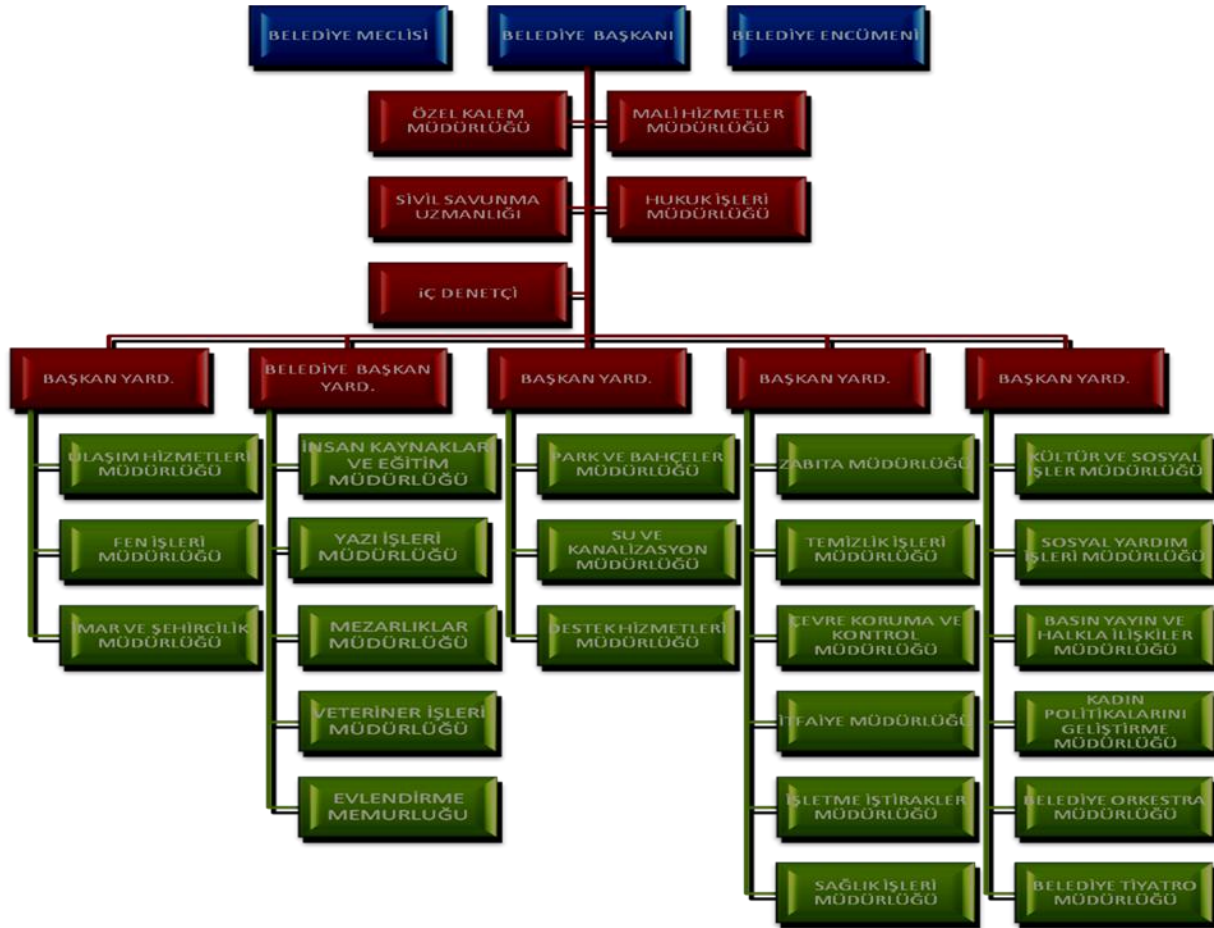 BELEDİYE MECLİSİ
BELEDİYE BAŞKANI
BELEDİYE ENCÜMENİ
ÖZEL KALEM
MÜDÜRLÜĞÜ
MALİ HİZMETLER
MÜDÜRLÜĞÜ
SİVİL SAVUNMA
UZMANLIĞI
HUKUK İŞLERİ
MÜDÜRLÜĞÜ
İÇ DENETÇİ
BAŞKAN YARD.
BELEDİYE BAŞKAN
YARD.
BAŞKAN YARD.
BAŞKAN YARD.
BAŞKAN YARD.
ULAŞIM HİZMETLERİ
MÜDÜRLÜĞÜ
FEN İŞLERİ
MÜDÜRLÜĞÜ
İMAR VE ŞEHİRCİLİK
MÜDÜRLÜĞÜ
İNSAN KAYNAKLAR
VE EĞİTİM
MÜDÜRLÜĞÜ
YAZI İŞLERİ
MÜDÜRLÜĞÜ
MEZARLIKLAR
MÜDÜRLÜĞÜ
VETERİNER İŞLERİ
MÜDÜRLÜĞÜ
EVLENDİRME
MEMURLUĞU
PARK VE BAHÇELER
MÜDÜRLÜĞÜ
SU VE
KANALİZASYON
MÜDÜRLÜĞÜ
DESTEK HİZMETLERİ
MÜDÜRLÜĞÜ
ZABITA MÜDÜRLÜĞÜ
TEMİZLİK İŞLERİ
MÜDÜRLÜĞÜ
ÇEVRE KORUMA VE
KONTROL
MÜDÜRLÜĞÜ
İTFAİYE MÜDÜRLÜĞÜ
İŞLETME İŞTİRAKLER
MÜDÜRLÜĞÜ
SAĞLIK İŞLERİ
MÜDÜRLÜĞÜ
KÜLTÜR VE SOSYAL
İŞLER MÜDÜRLÜĞÜ
SOSYAL YARDIM
İŞLERİ MÜDÜRLÜĞÜ
BASIN YAYIN VE
HALKLA İLİŞKİLER
MÜDÜRLÜĞÜ
KADIN
POLİTİKALARINI
GELİŞTİRME
MÜDÜRLÜĞÜ
BELEDİYE ORKESTRA
MÜDÜRLÜĞÜ
BELEDİYE TİYATRO
MÜDÜRLÜĞÜ